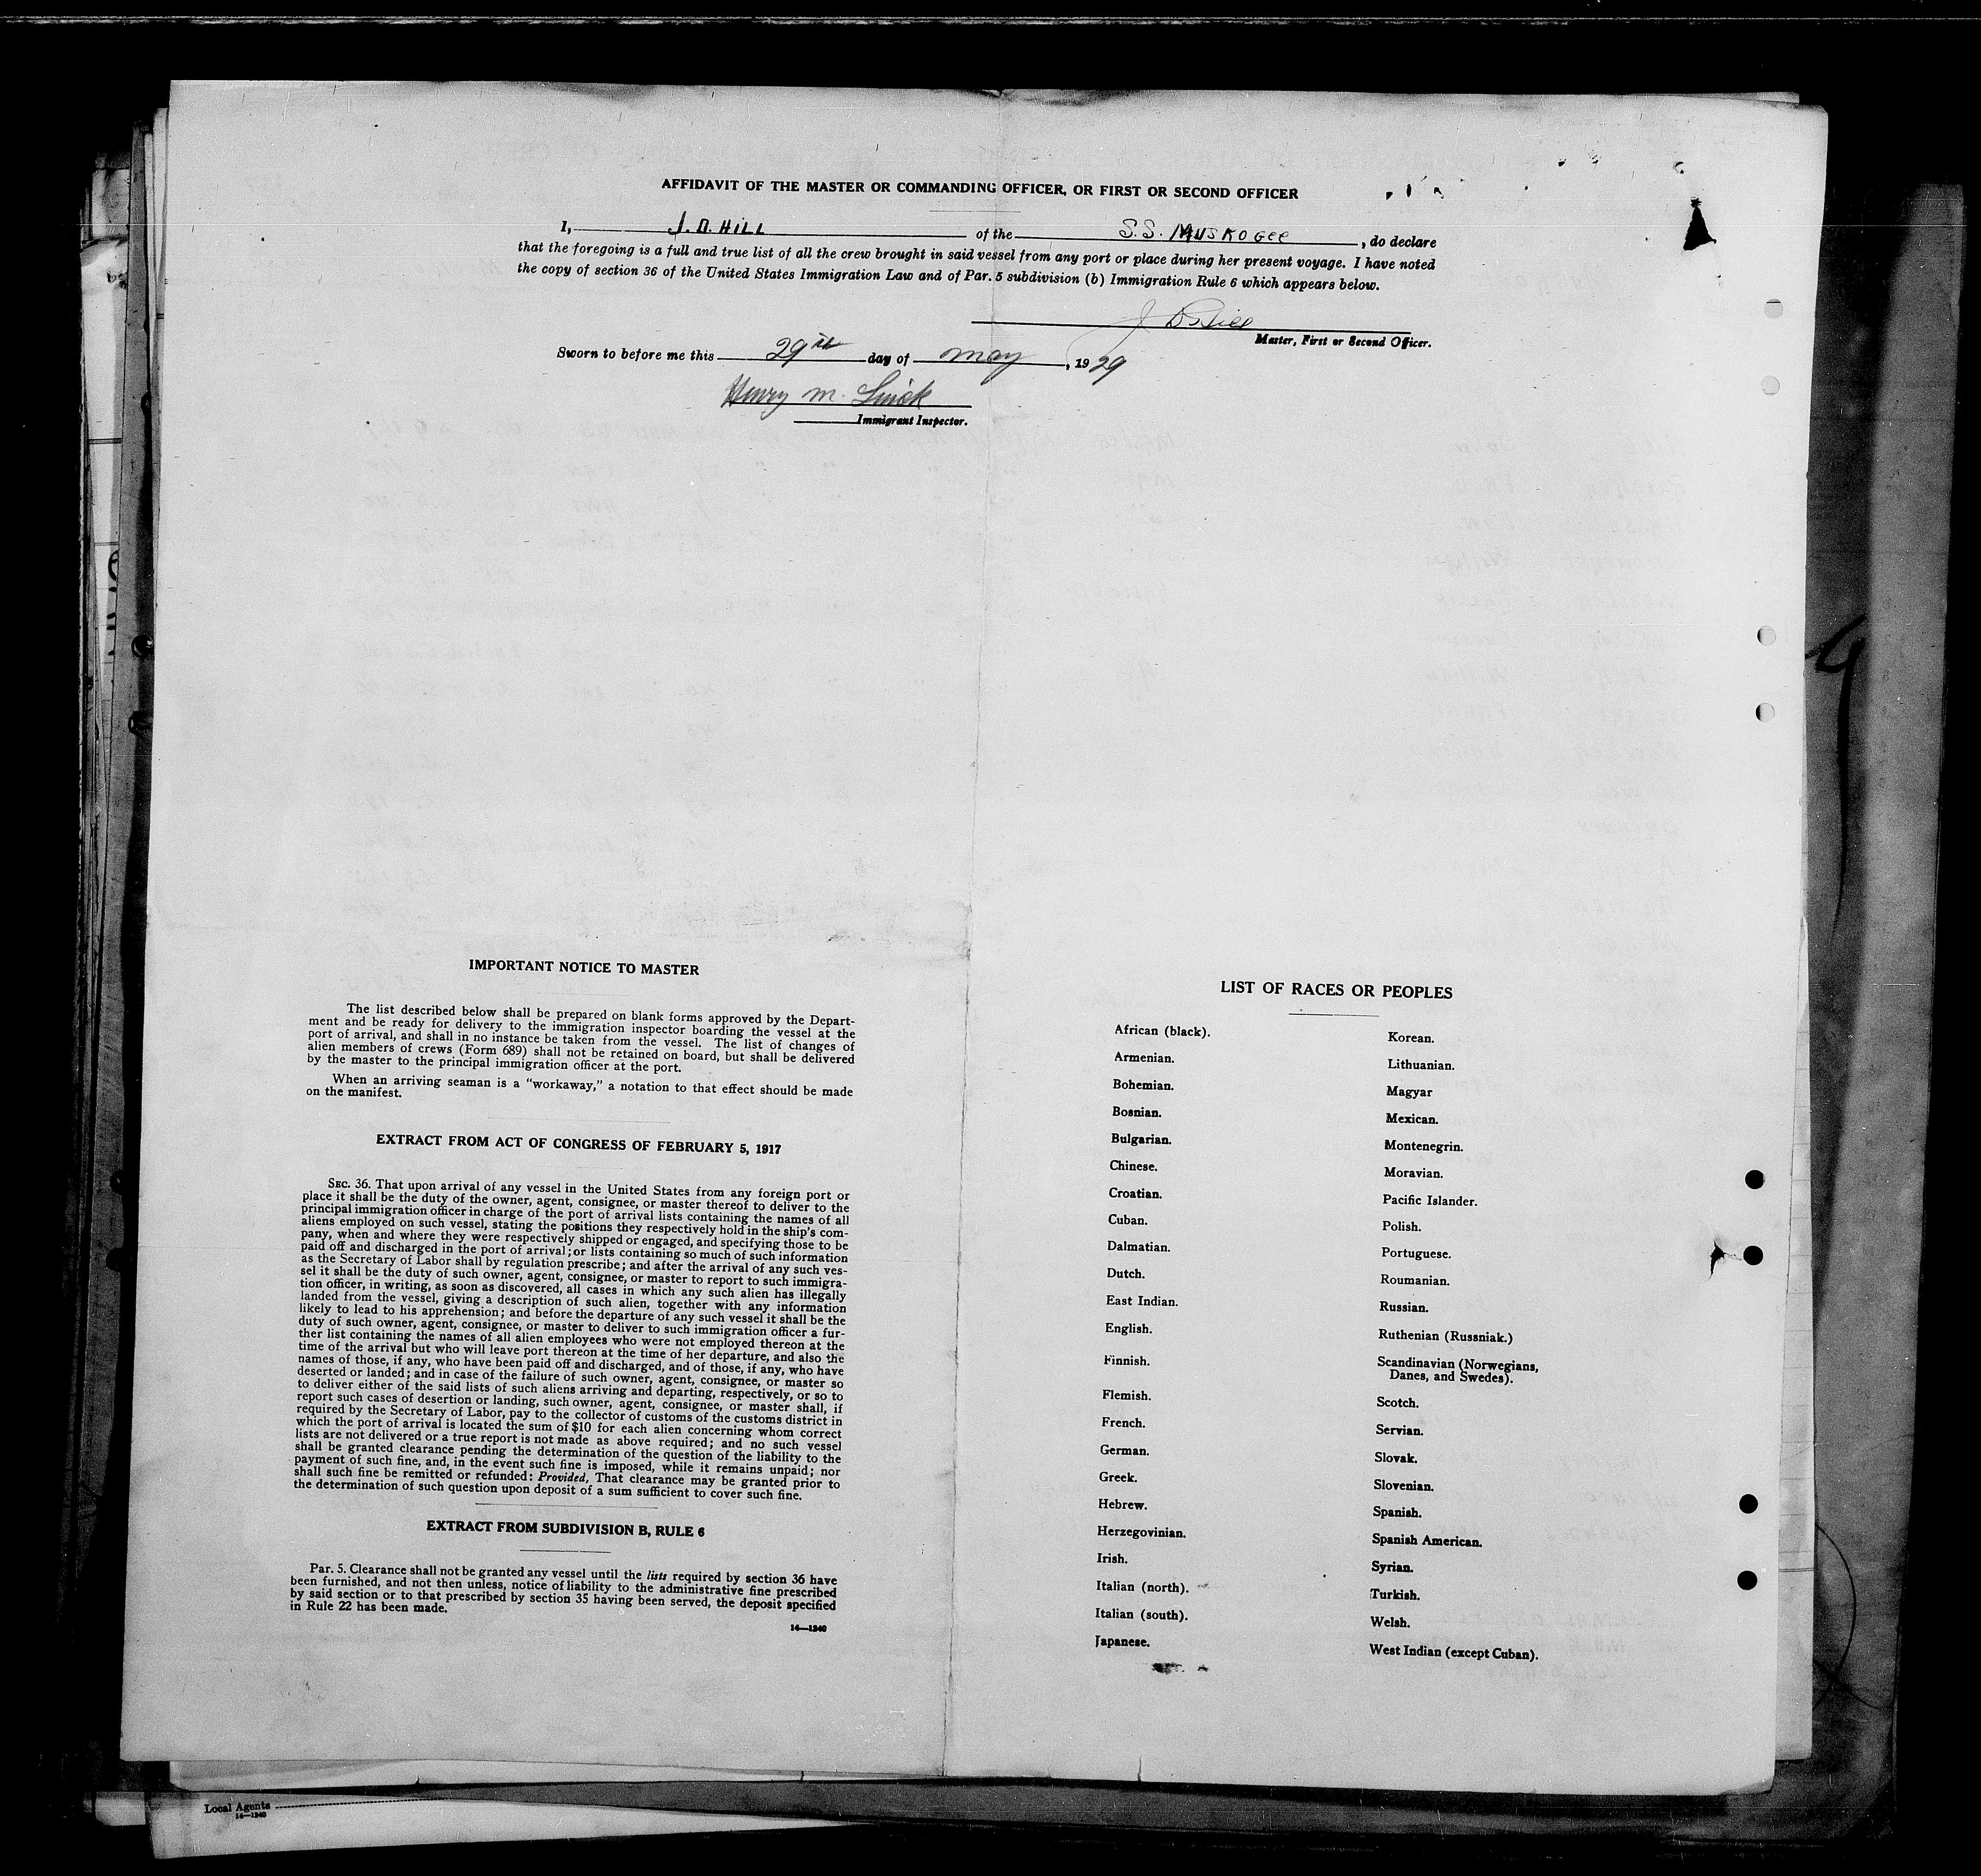 AFFIDAVIT OF THE MASTER OR COMMANDING OFFICER, OR FIRST OR SECOND OFFICER
I, J. D. HILL of the S.S. MUSKOGEE, do declare
that the foregoing is a full and true list of all the crew brought in said vessel from any port or place during her present voyage. I have noted
the copy of section 36 of the United States Immigration Law and of Par. 5 subdivision (b) Immigration Rule 6 which appears below.
J D Hill
Master, First or Second Officer.
Sworn to before me this 29th day of may, 1929
Henry m.
Immigrant Inspector.
IMPORTANT NOTICE TO MASTER
The list described below shall be prepared on blank forms approved by the Depart-
ment and be ready for delivery to the immigration inspector boarding the vessel at the
port of arrival, and shall in no instance be taken from the vessel. The list of changes of
alien members of crews (Form 689) shall not be retained on board, but shall be delivered
by the master to the principal immigration officer at the port.
When an arriving seaman is a "workaway," a notation to that effect should be made
on the manifest.
EXTRACT FROM ACT OF CONGRESS OF FEBRUARY 5, 1917
SEC. 36. That upon arrival of any vessel in the United States from any foreign port or
place it shall be the duty of the owner, agent, consignee, or master thereof to deliver to the
principal immigration officer in charge of the port of arrival lists containing the names of all
aliens employed on such vessel, stating the positions they respectively hold in the ship's com-
pany, when and where they were respectively shipped or engaged, and specifying those to be
paid off and discharged in the port of arrival; or lists containing so much of such information
as the Secretary of Labor shall by regulation prescribe; and after the arrival of any such ves-
sel it shall be the duty of such owner, agent, consignee, or master to report to such immigra-
tion officer, in writing, as soon as discovered, all cases in which any such alien has illegally
landed from the vessel, giving a description of such alien, together with any information
likely to lead to his apprehension; and before the departure of any such vessel it shall be the
duty of such owner, agent, consignee, or master to deliver to such immigration officer a fur-
ther list containing the names of all alien employees who were not employed thereon at the
time of the arrival but who will leave port thereon at the time of her departure, and also the
names of those, if any, who have been paid off and discharged, and of those, if any, who have
deserted or landed; and in case of the failure of such owner, agent, consignee, or master so
to deliver either of the said lists of such aliens arriving and departing, respectively, or so to
report such cases of desertion or landing, such owner, agent, consignee, or master shall, if
required by the Secretary of Labor, pay to the collector of customs of the customs district in
which the port of arrival is located the sum of $10 for each alien concerning whom correct
lists are not delivered or a true report is not made as above required; and no such vessel
shall be granted clearance pending the determination of the question of the liability to the
payment of such fine, and, in the event such fine is imposed, while it remains unpaid; nor
shall such fine be remitted or refunded: Provided, That clearance may be granted prior to
the determination of such question upon deposit of a sum sufficient to cover such fine.
EXTRACT FROM SUBDIVISION B, RULE 6
Par. 5. Clearance shall not be granted any vessel until the lists required by section 36 have
been furnished, and not then unless, notice of liability to the administrative fine prescribed
by said section or to that prescribed by section 35 having been served, the deposit specified
in Rule 22 has been made.
14—1240
LIST OF RACES OR PEOPLES
African (black).
Armenian.
Bohemian.
Bosnian.
Bulgarian.
Chinese.
Croatian.
Cuban.
Dalmatian.
Dutch.
East Indian.
English.
Finnish.
Flemish.
French.
German.
Greek.
Hebrew.
Herzegovinian.
Irish.
Italian (north).
Italian (south).
Japanese.
Korean.
Lithuanian.
Magyar
Mexican.
Montenegrin.
Moravian.
Pacific Islander.
Polish.
Portuguese.
Roumanian.
Russian.
Ruthenian (Russniak.)
Scandinavian (Norwegians,
Danes, and Swedes).
Scotch.
Servian.
Slovak.
Slovenian.
Spanish.
Spanish American.
Syrian.
Turkish.
Welsh.
West Indian (except Cuban).
Local Agents
14—1240